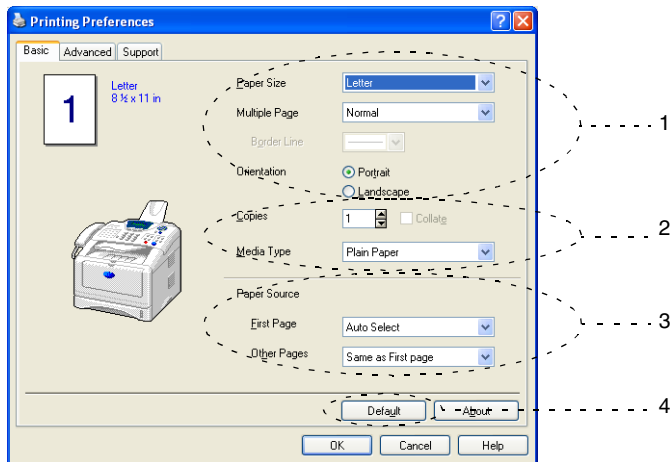 Printing Preferences
Basic Advanced Support
1
Letter
8 ½ x 11 in
Paper Size Letter
Multiple Page Normal
Border Line
Orientation Portrait
Landscape
1
Copies 1 Collate
2
Media Type Plain Paper
Paper Source
3
First Page Auto Select
Other Pages Same as First page
Default About
4
OK Cancel Help